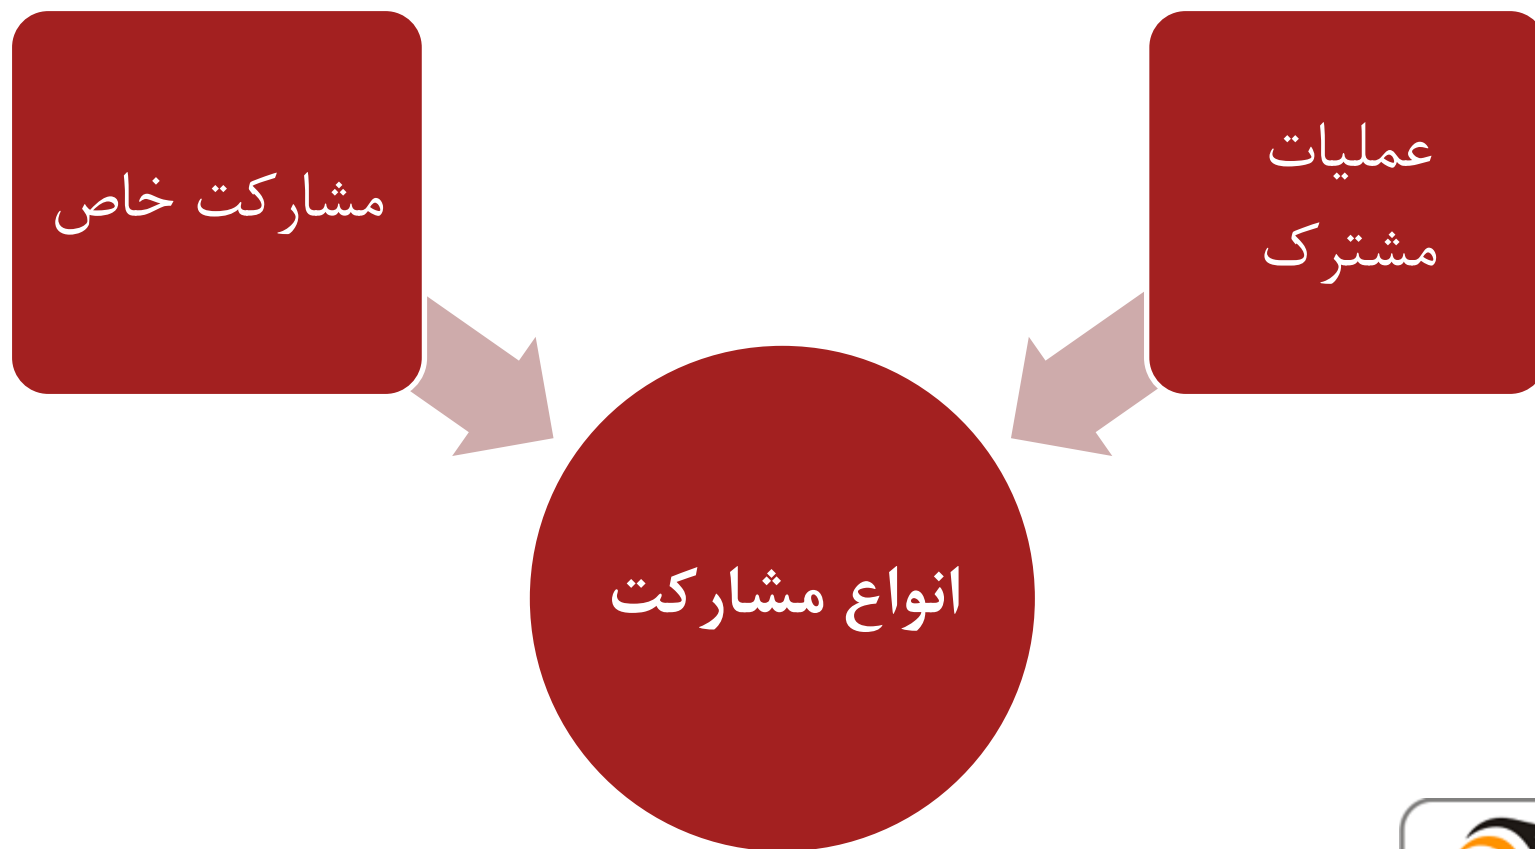 عملیات
مشترک
مشارکت خاص
انواع مشارکت